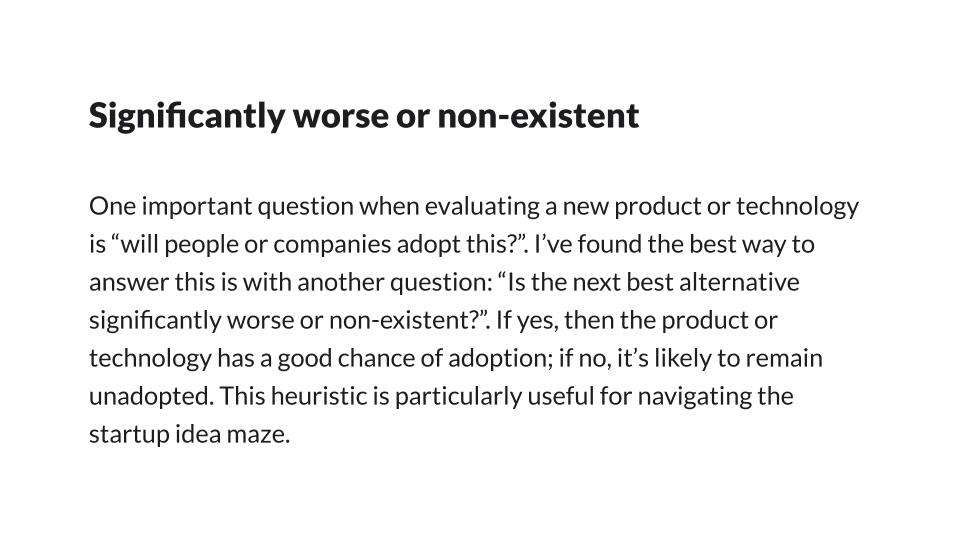 Significantly worse or non-existent
One important question when evaluating a new product or technology
is “will people or companies adopt this?”. I’ve found the best way to
answer this is with another question: “Is the next best alternative
significantly worse or non-existent?”. If yes, then the product or
technology has a good chance of adoption; if no, it’s likely to remain
unadopted. This heuristic is particularly useful for navigating the
startup idea maze.